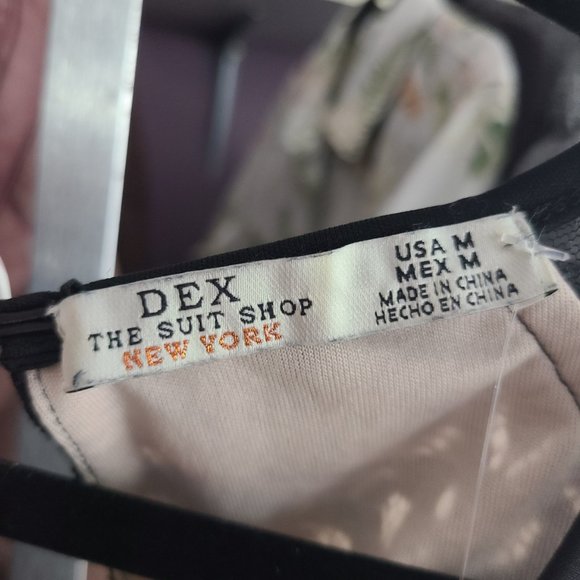 DEX
THE SUIT SHOP
NEW YORK
USA M
MEX M
MADE IN CHINA
HECHO EN CHINA